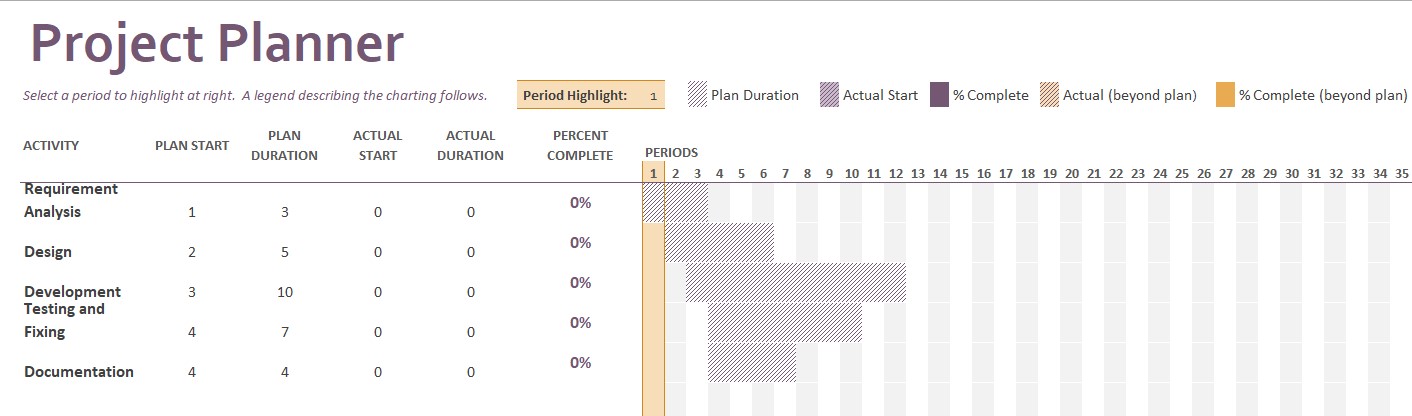 Project Planner
Select a period to highlight at right. A legend describing the charting follows.
Period Highlight: 1
Plan Duration
Actual Start
% Complete
Actual (beyond plan)
% Complete (beyond plan)
ACTIVITY PLAN START PLAN DURATION ACTUAL START ACTUAL DURATION PERCENT COMPLETE PERIODS
1 2 3 4 5 6 7 8 9 10 11 12 13 14 15 16 17 18 19 20 21 22 23 24 25 26 27 28 29 30 31 32 33 34 35
Requirement
Analysis 1 3 0 0 0%
Design 2 5 0 0 0%
Development 3 10 0 0 0%
Testing and
Fixing 4 7 0 0 0%
Documentation 4 4 0 0 0%